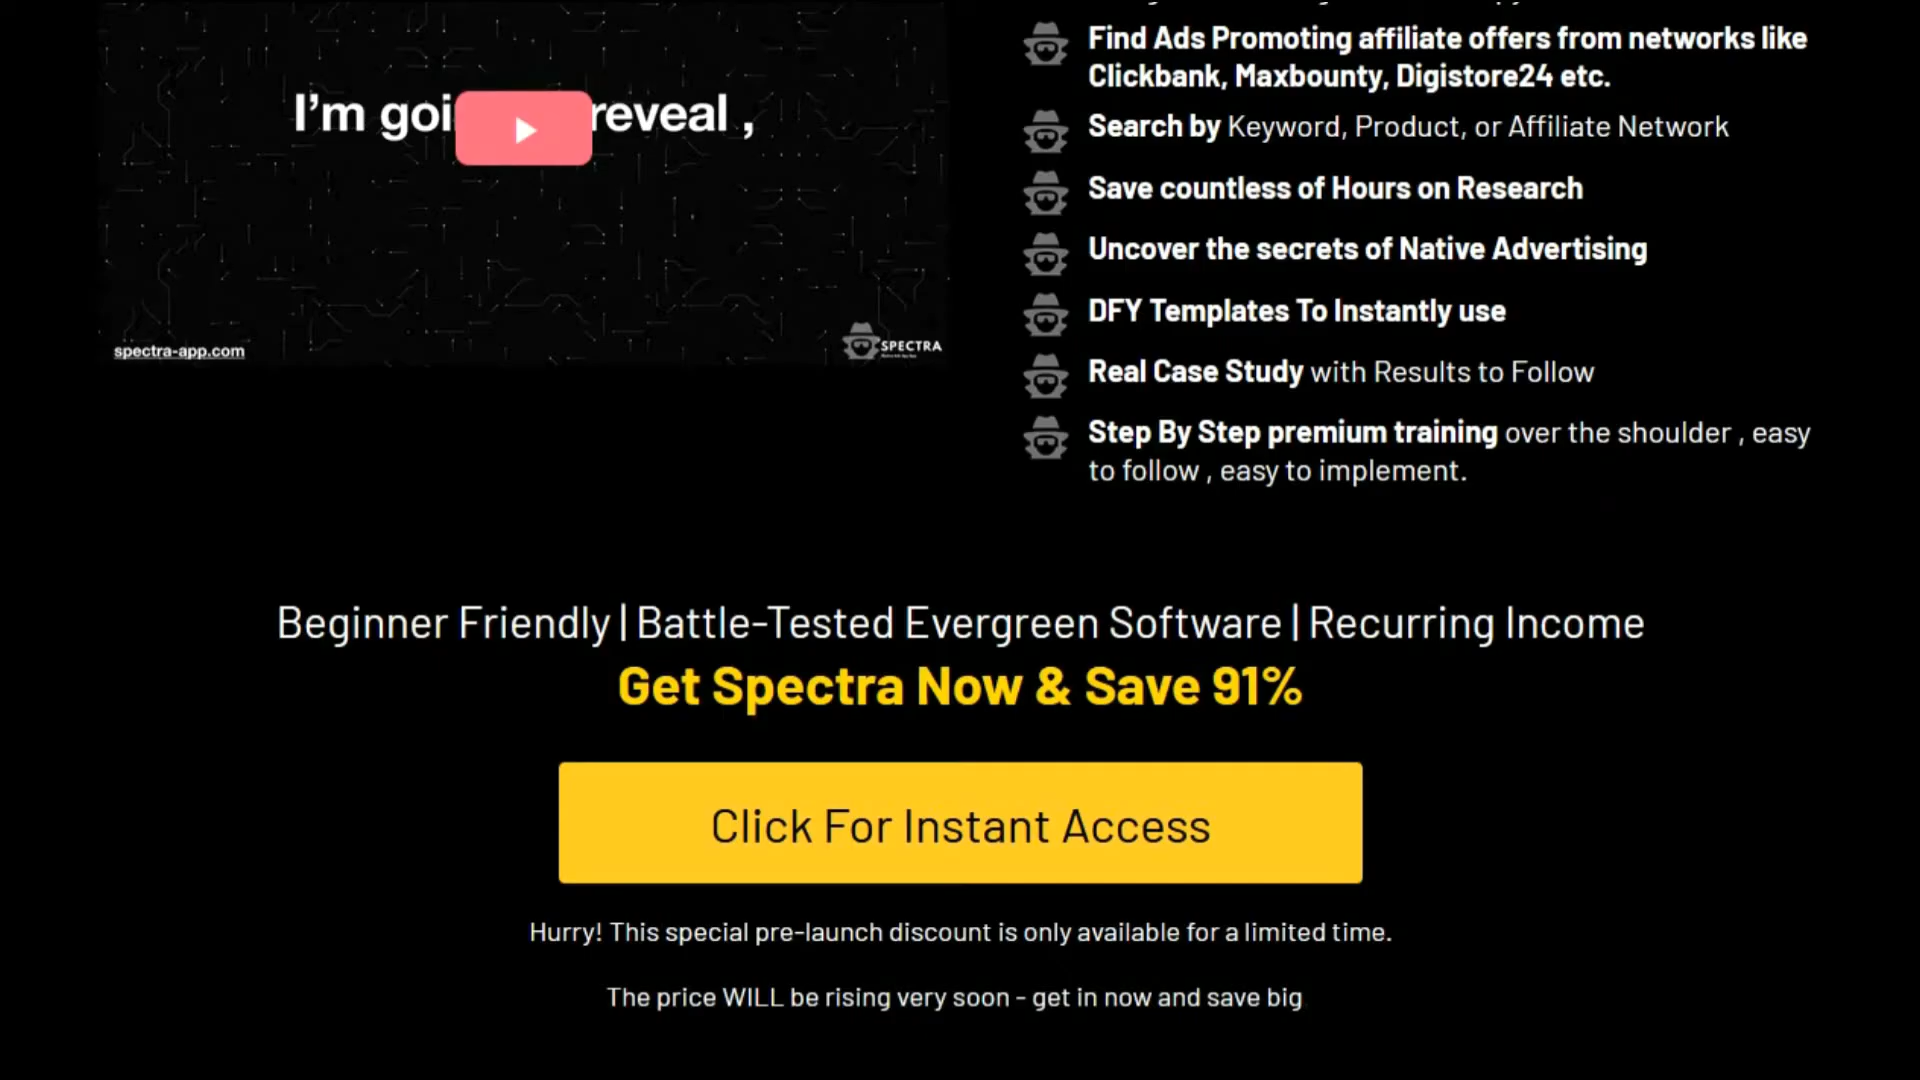 I'm goi reveal ,
spectra-app.com
SPECTRA
Find Ads Promoting affiliate offers from networks like
Clickbank, Maxbounty, Digistore24 etc.
Search by Keyword, Product, or Affiliate Network
Save countless of Hours on Research
Uncover the secrets of Native Advertising
DFY Templates To Instantly use
Real Case Study with Results to Follow
Step By Step premium training over the shoulder , easy
to follow , easy to implement.
Beginner Friendly | Battle-Tested Evergreen Software | Recurring Income
Get Spectra Now & Save 91%
Click For Instant Access
Hurry! This special pre-launch discount is only available for a limited time.
The price WILL be rising very soon - get in now and save big